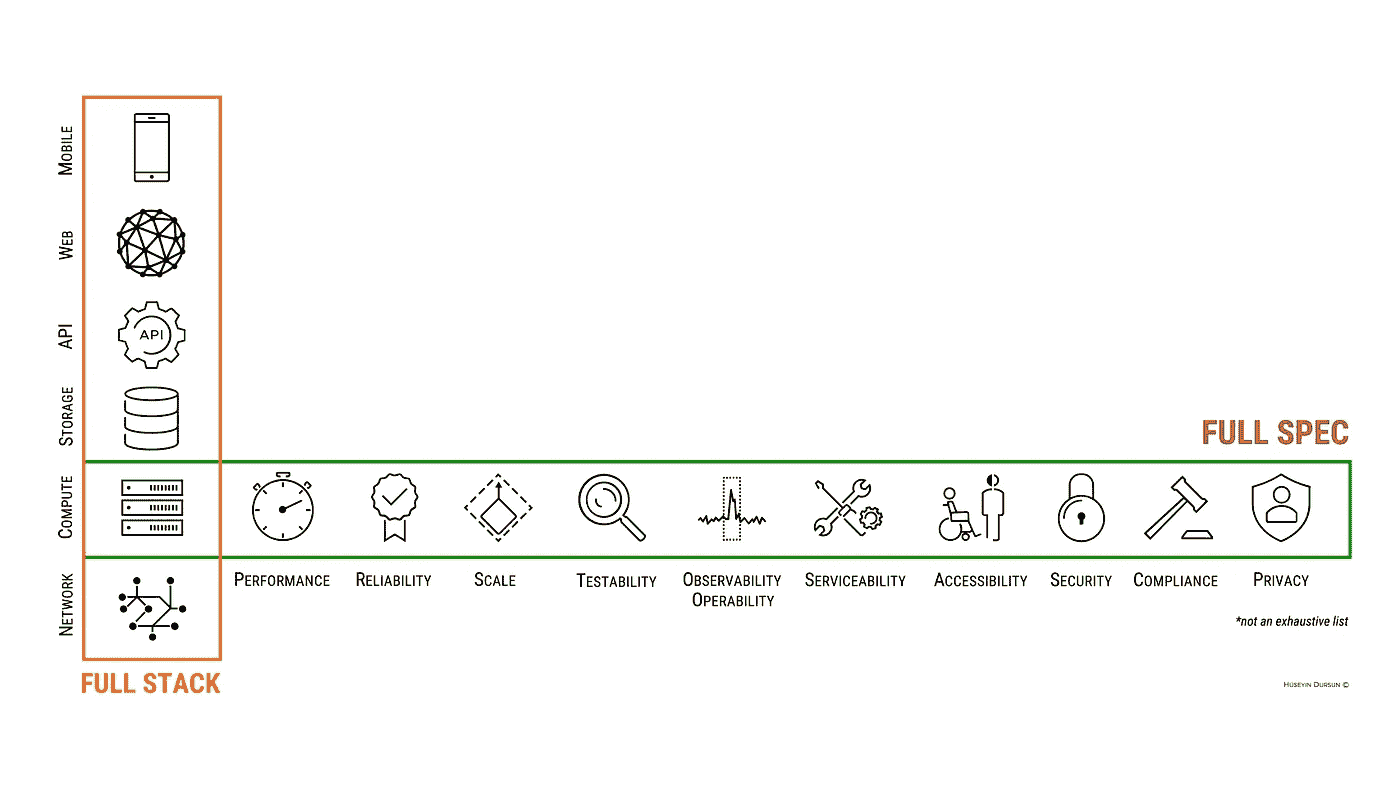 MOBILE
WEB
API
API
STORAGE
COMPUTE
NETWORK
FULL STACK
FULL SPEC
PERFORMANCE
RELIABILITY
SCALE
TESTABILITY
OBSERVABILITY
OPERABILITY
SERVICEABILITY
ACCESSIBILITY
SECURITY
COMPLIANCE
PRIVACY
*not an exhaustive list
HÜSEYIN DURSUN ©